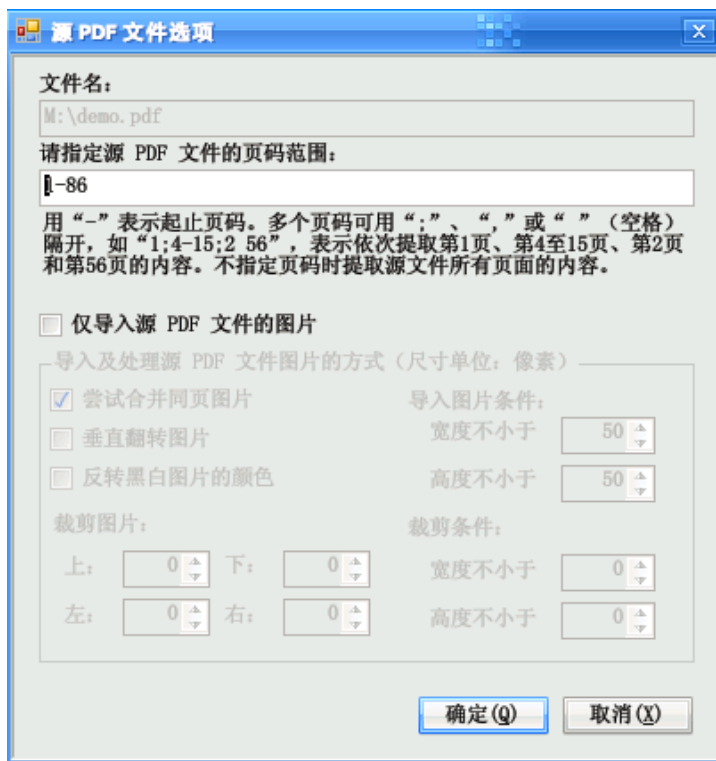 源 PDF 文件选项
文件名：
M:\demo.pdf
请指定源 PDF 文件的页码范围：
1-86
用“-”表示起止页码。多个页码可用“;”、“,”或“ ”（空格）
隔开，如“1;4-15;2 56”，表示依次提取第1页、第4至15页、第2页
和第56页的内容。不指定页码时提取源文件所有页面的内容。
仅导入源 PDF 文件的图片
导入及处理源 PDF 文件图片的方式（尺寸单位：像素）
尝试合并同页图片 导入图片条件：
垂直翻转图片 宽度不小于 50
反转黑白图片的颜色 高度不小于 50
裁剪图片： 裁剪条件：
上： 0 下： 0 宽度不小于 0
左： 0 右： 0 高度不小于 0
确定(Q) 取消(X)